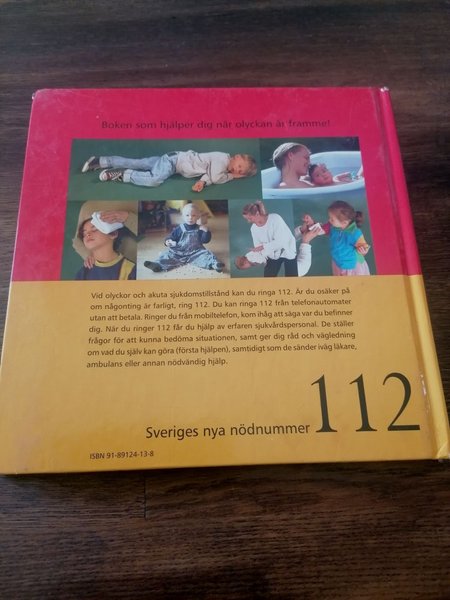 Boken som hjälper dig när olyckan är framme!
Vid olyckor och akuta sjukdomstillstånd kan du ringa 112. Är du osäker på
om någonting är farligt, ring 112. Du kan ringa 112 från telefonautomater
utan att betala. Ringer du från mobiltelefon, kom ihåg att säga var du befinner
dig. När du ringer 112 får du hjälp av erfaren sjukvårdspersonal. De ställer
frågor för att kunna bedöma situationen, samt ger dig råd och vägledning
om vad du själv kan göra (första hjälpen), samtidigt som de sänder iväg läkare,
ambulans eller annan nödvändig hjälp.
Sveriges nya nödnummer 112
ISBN 91-89124-13-8